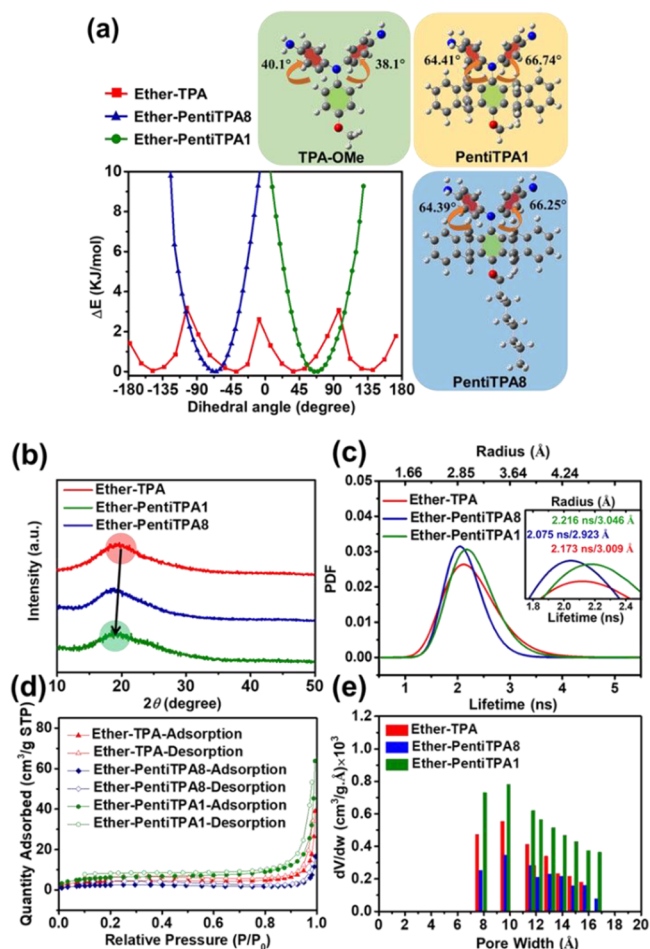 (a)
Ether-TPA
Ether-PentiTPA8
Ether-PentiTPA1
40.1°
38.1°
TPA-OMe
64.41°
66.74°
PentiTPA1
64.39°
66.25°
PentiTPA8
10
8
6
4
2
0
ΔE (KJ/mol)
-180 -135 -90 -45 0 45 90 135 180
Dihedral angle (degree)
(b)
Ether-TPA
Ether-PentiTPA1
Ether-PentiTPA8
Intensity (a.u.)
10 20 30 40 50
2θ (degree)
(c)
Radius (Å)
1.66 2.85 3.64 4.24
0.05
0.04
0.03
0.02
0.01
0.00
PDF
Ether-TPA
Ether-PentiTPA8
Ether-PentiTPA1
Radius/(Å)
2.216 ns/3.046 Å
2.075 ns/2.923 Å
2.173 ns/3.009 Å
1.8 2.0 2.2 2.4
Lifetime (ns)
1 2 3 4 5
Lifetime (ns)
(d)
80
60
40
20
0
Quantity Adsorbed (cm³/g STP)
Ether-TPA-Adsorption
Ether-TPA-Desorption
Ether-PentiTPA8-Adsorption
Ether-PentiTPA8-Desorption
Ether-PentiTPA1-Adsorption
Ether-PentiTPA1-Desorption
0.0 0.2 0.4 0.6 0.8 1.0
Relative Pressure (P/P₀)
(e)
1.2
1.0
0.8
0.6
0.4
0.2
0.0
dV/dw (cm³/g.Å)×10³
Ether-TPA
Ether-PentiTPA8
Ether-PentiTPA1
0 2 4 6 8 10 12 14 16 18 20
Pore Width (Å)